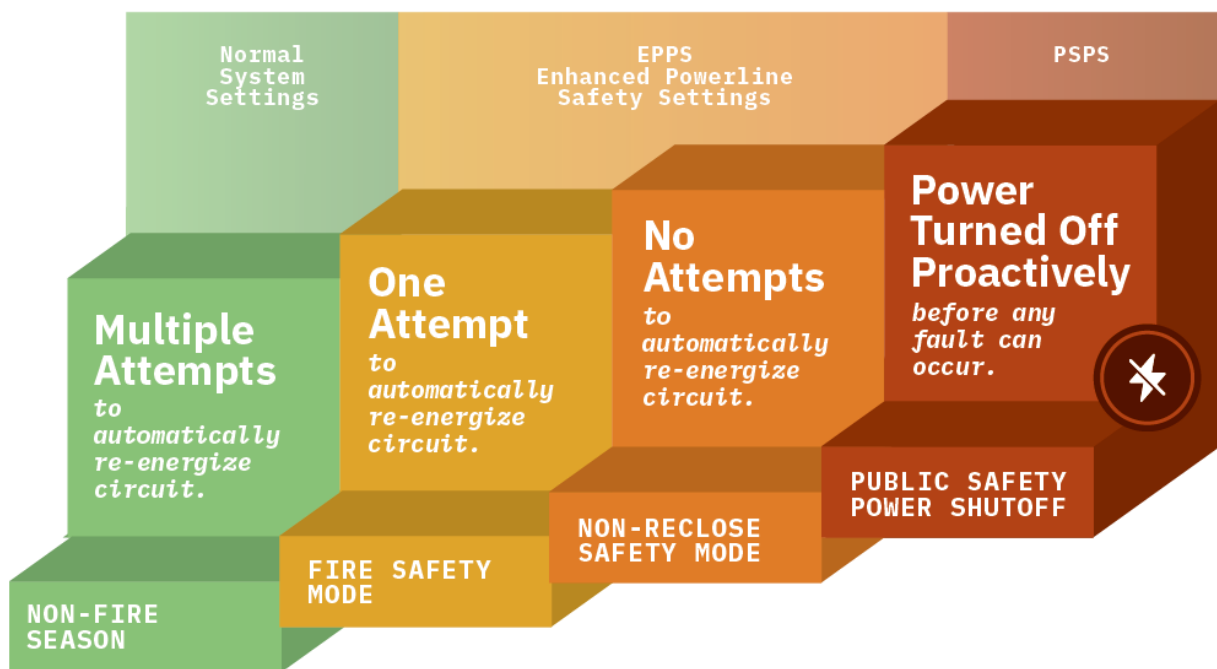 Normal
System
Settings
EPPS
Enhanced Powerline
Safety Settings
PSPS
Multiple
Attempts
to
automatically
re-energize
circuit.
NON-FIRE
SEASON
One
Attempt
to
automatically
re-energize
circuit.
FIRE SAFETY
MODE
No
Attempts
to
automatically
re-energize
circuit.
NON-RECLOSE
SAFETY MODE
Power
Turned Off
Proactively
before any
fault can
occur.
PUBLIC SAFETY
POWER SHUTOFF